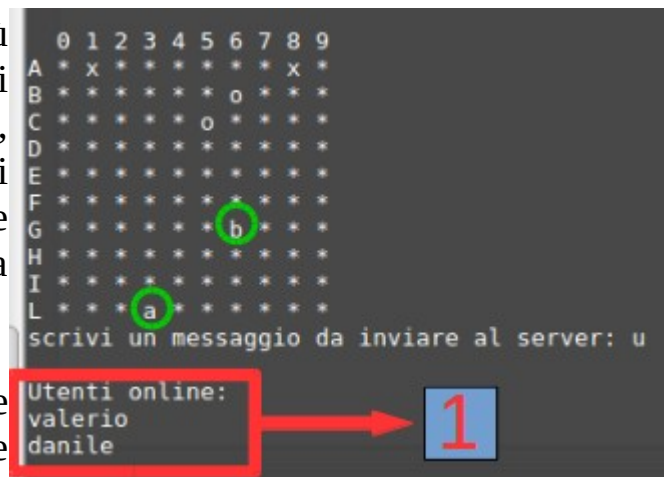 0 1 2 3 4 5 6 7 8 9
A * x * * * * * * x *
B * * * * * * o * * *
C * * * * * o * * * *
D * * * * * * * * * *
E * * * * * * * * * *
F * * * * * * * * * *
G * * * * * * b * * *
H * * * * * * * * * *
I * * * * * * * * * *
L * * * a * * * * * *
scrivi un messaggio da inviare al server: u
Utenti online:
valerio
danile
1